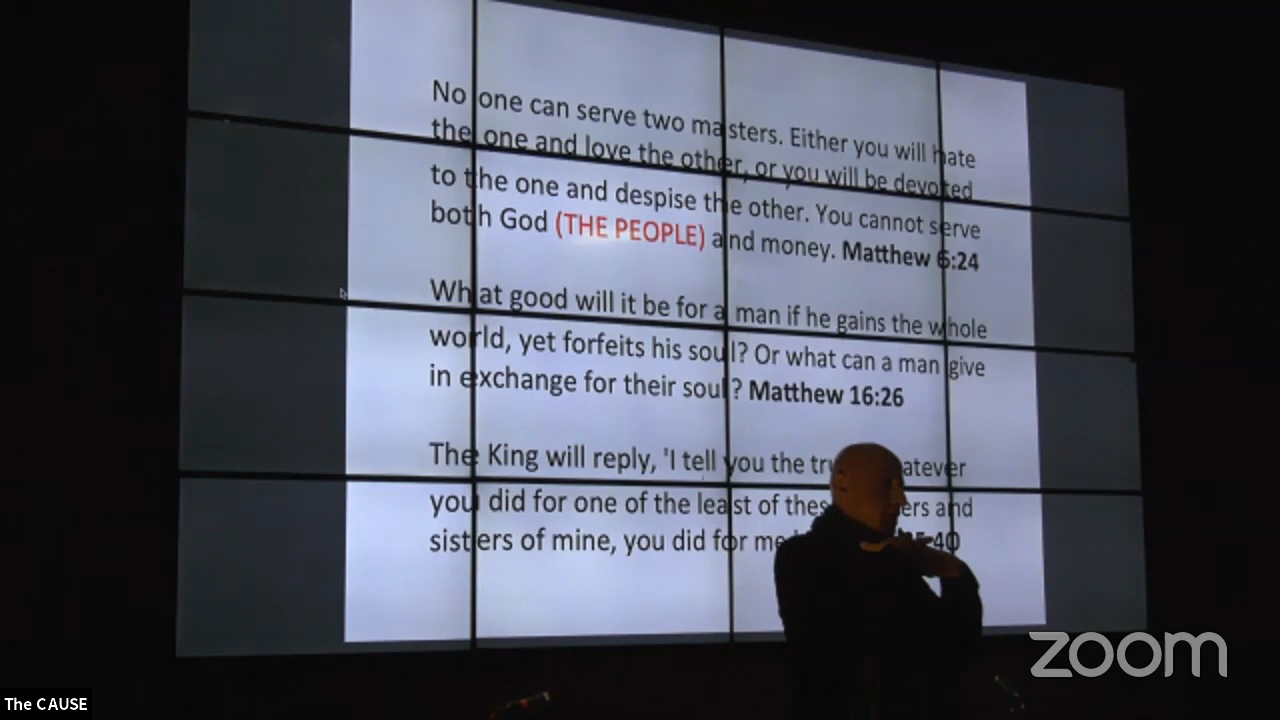 No one can serve two masters. Either you will hate
the one and love the other, or you will be devoted
to the one and despise the other. You cannot serve
both God (THE PEOPLE) and money. Matthew 6:24
What good will it be for a man if he gains the whole
world, yet forfeits his soul? Or what can a man give
in exchange for their soul? Matthew 16:26
The King will reply, 'I tell you the
you did for one of the least of these and
sisters of mine, you did for me
zoom
The CAUSE